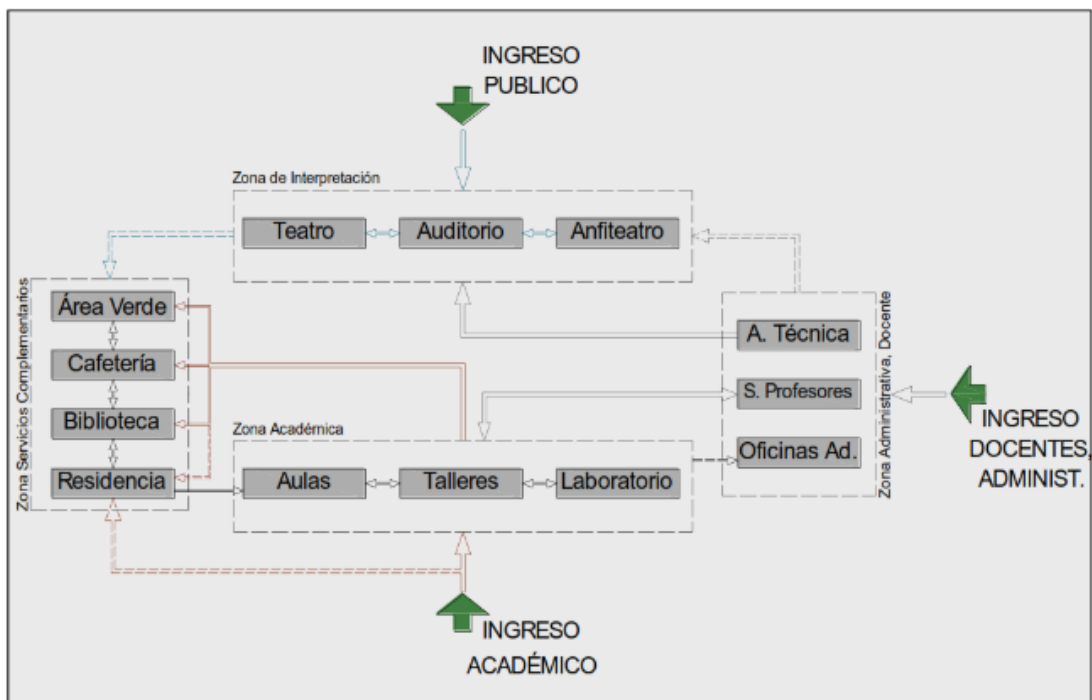 INGRESO
PUBLICO
Zona de Interpretación
Teatro
Auditorio
Anfiteatro
Zona Servicios Complementarios
Área Verde
Cafetería
Biblioteca
Residencia
A. Técnica
S. Profesores
Oficinas Ad.
Zona Administrativa, Docente
INGRESO
DOCENTES,
ADMINIST.
Zona Académica
Aulas
Talleres
Laboratorio
INGRESO
ACADÉMICO